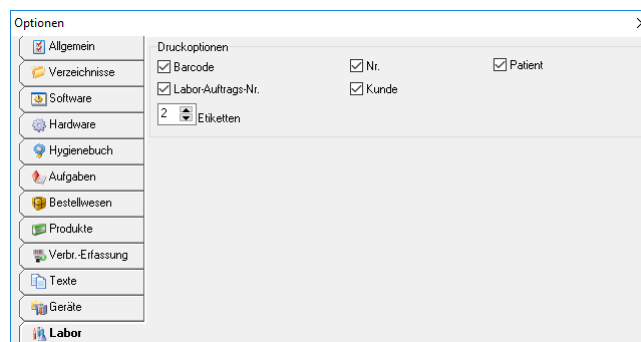 Optionen
Allgemein
Verzeichnisse
Software
Hardware
Hygienebuch
Aufgaben
Bestellwesen
Produkte
Verbr.-Erfassung
Texte
Geräte
Labor
Druckoptionen
Barcode
Nr.
Patient
Labor-Auftrags-Nr.
Kunde
2 Etiketten